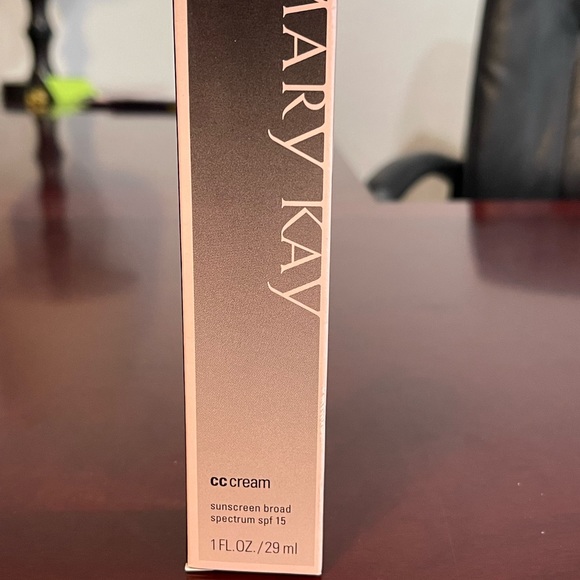 MARY KAY
cc cream
sunscreen broad
spectrum spf 15
1 FL.OZ./29 ml